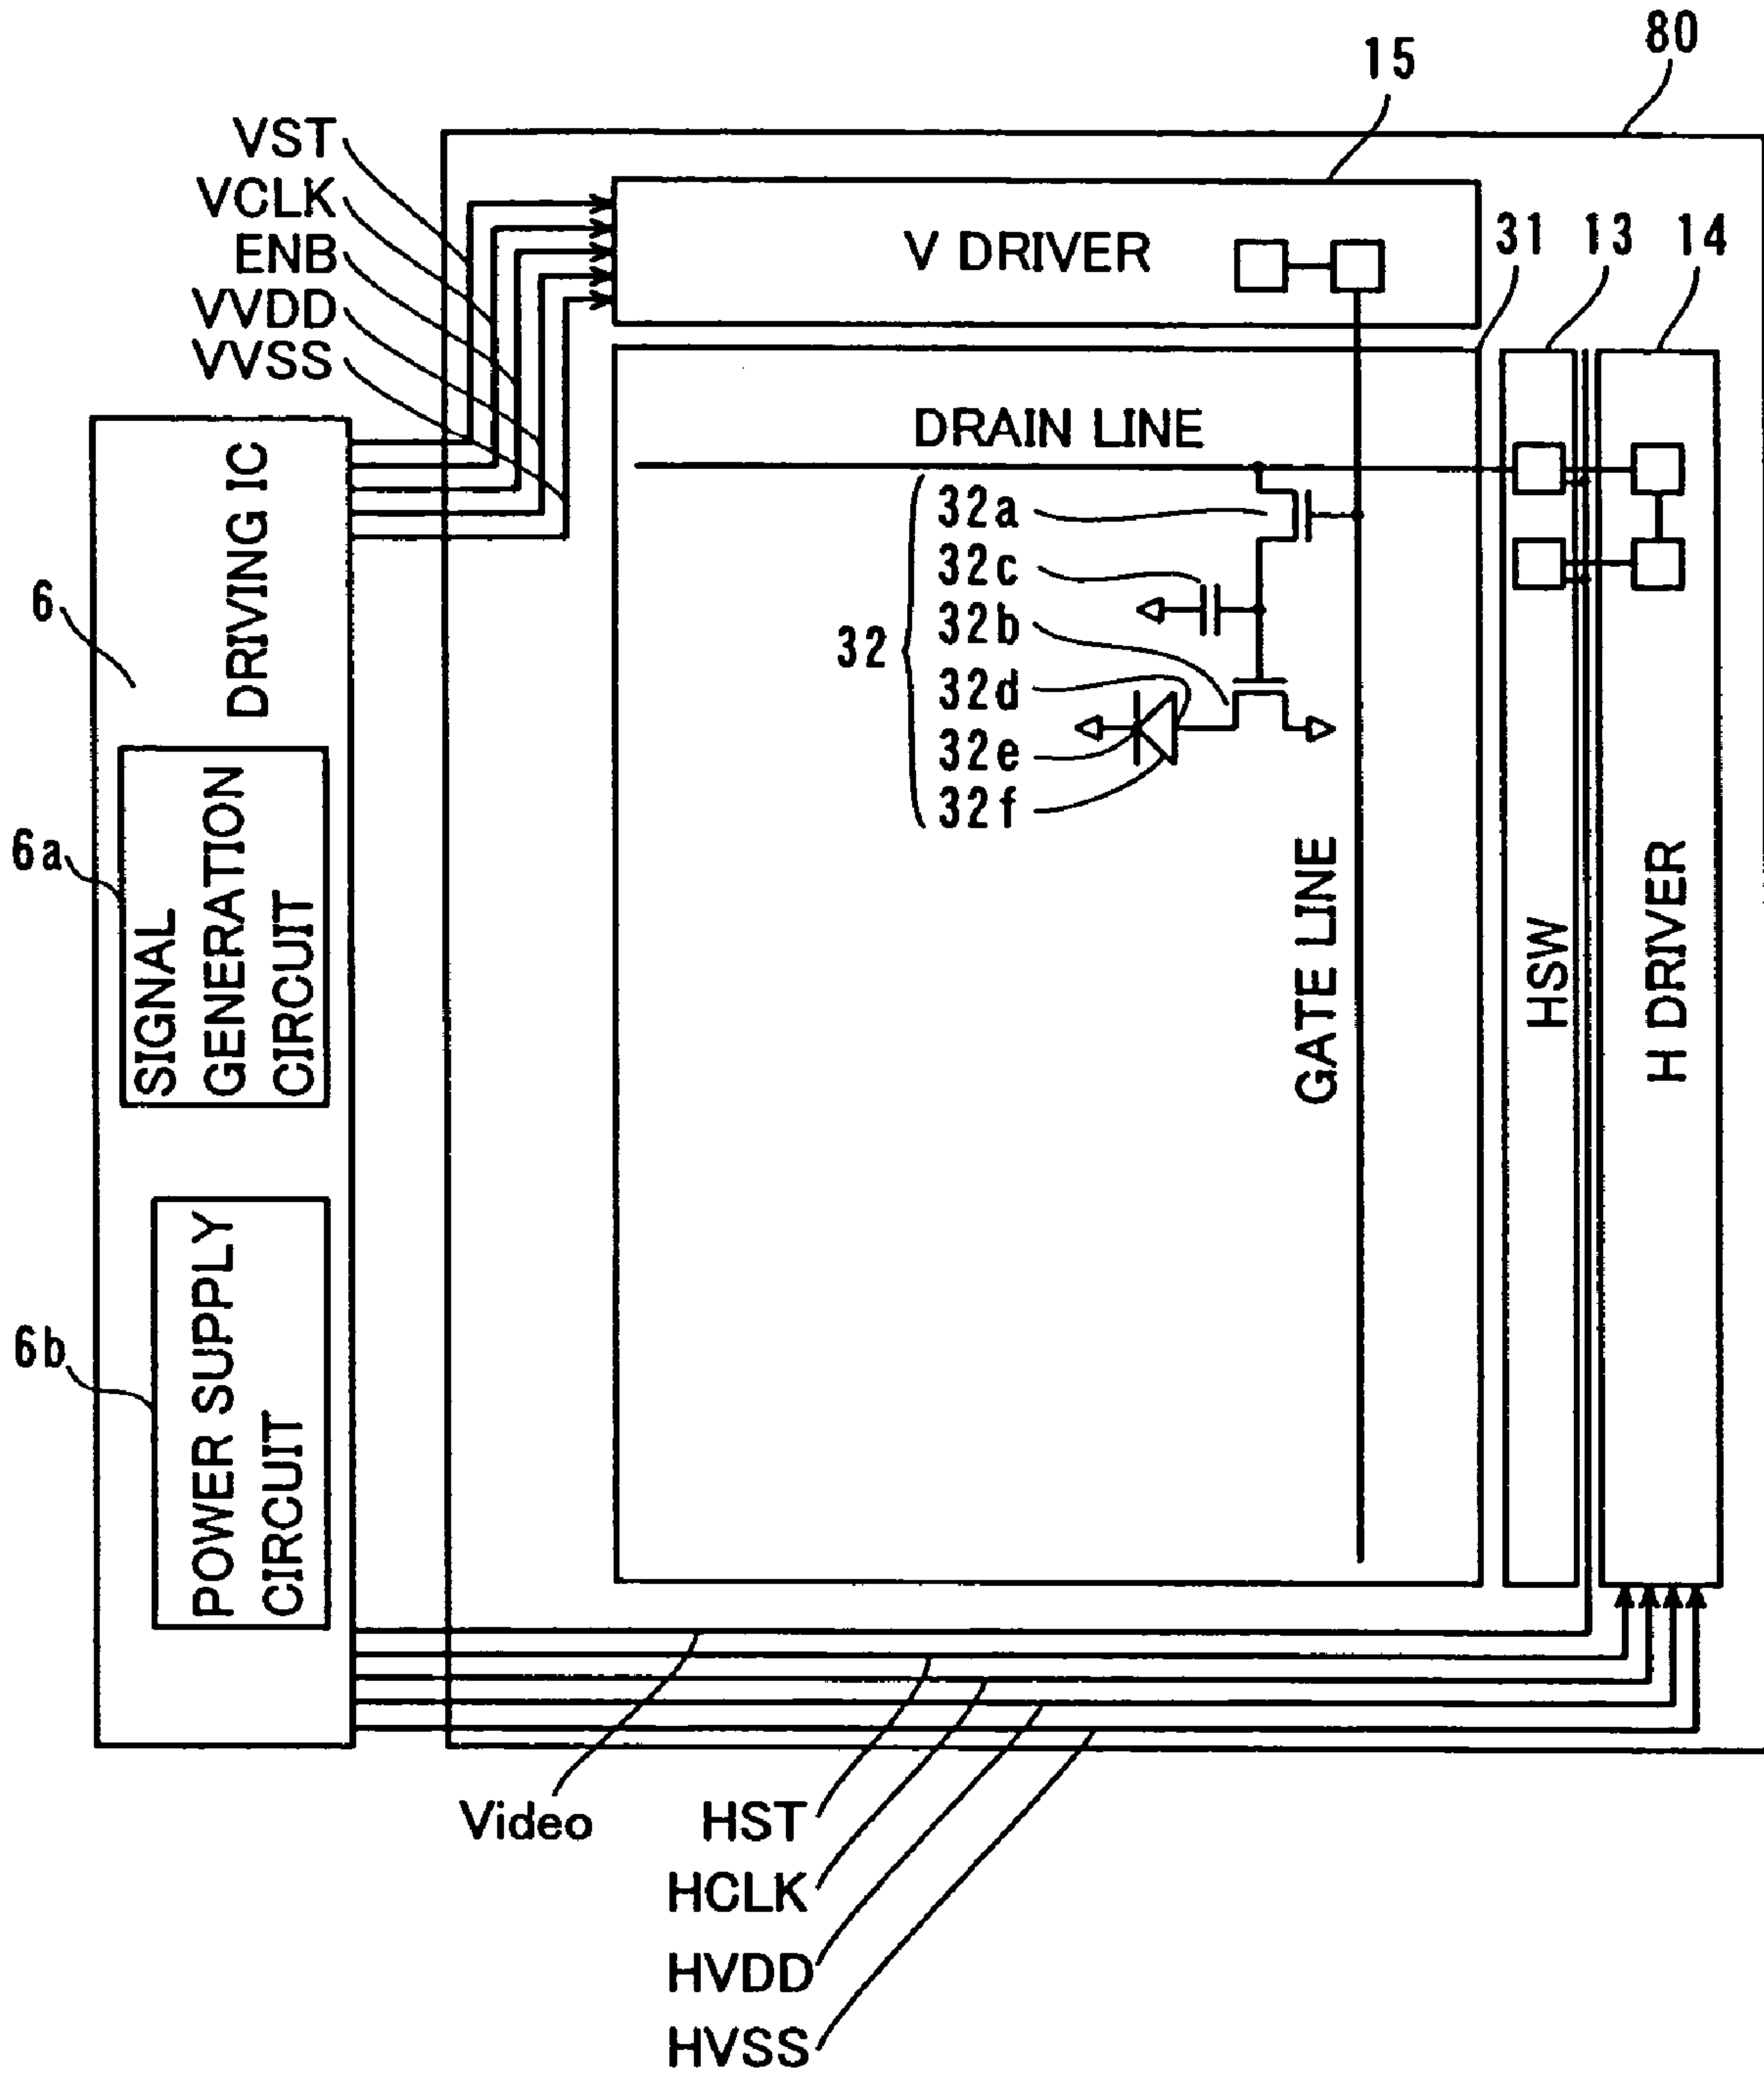 80
15
VST
VCLK
ENB
VVDD
VVSS
V DRIVER
31
13
14
DRAIN LINE
DRIVING IC
6
32
32a
32c
32b
32d
32e
32f
6a
SIGNAL
GENERATION
CIRCUIT
GATE LINE
HSW
H DRIVER
6b
POWER SUPPLY
CIRCUIT
Video
HST
HCLK
HVDD
HVSS